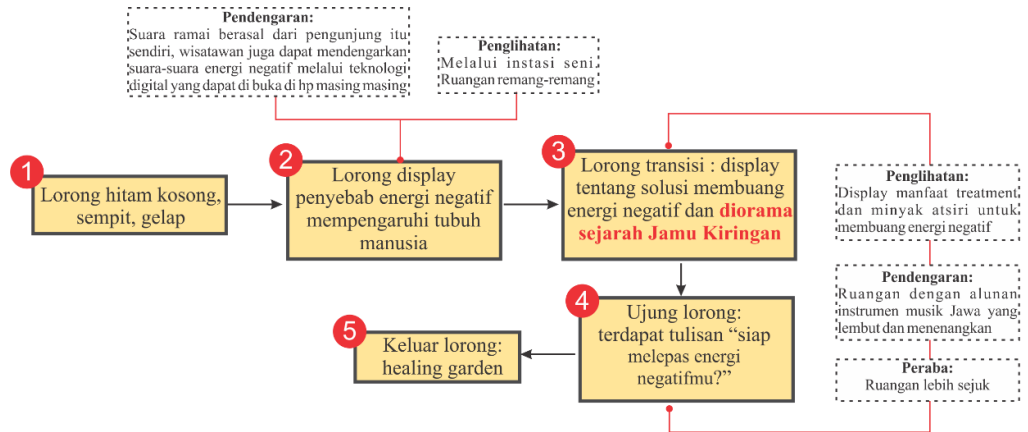 Pendengaran:
Suara ramai berasal dari pengunjung itu
sendiri, wisatawan juga dapat mendengarkan
suara-suara energi negatif melalui teknologi
digital yang dapat di buka di hp masing masing
Penglihatan:
Melalui instasi seni
Ruangan remang-remang
1
Lorong hitam kosong,
sempit, gelap
2
Lorong display
penyebab energi negatif
mempengaruhi tubuh
manusia
3
Lorong transisi : display
tentang solusi membuang
energi negatif dan diorama
sejarah Jamu Kiringan
Penglihatan:
Display manfaat treatment
dan minyak atsiri untuk
membuang energi negatif
Pendengaran:
Ruangan dengan alunan
instrumen musik Jawa yang
lembut dan menenangkan
Peraba:
Ruangan lebih sejuk
4
Ujung lorong:
terdapat tulisan “siap
melepas energi
negatifmu?”
5
Keluar lorong:
healing garden